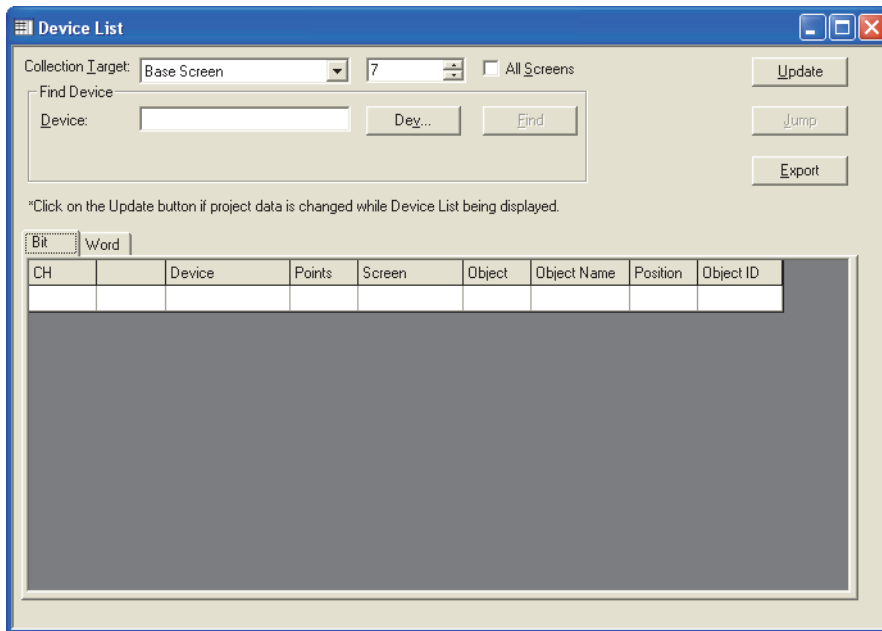 Device List
Collection Target: Base Screen 7 All Screens Update
Find Device
Device: Dev... Find Jump
Export
*Click on the Update button if project data is changed while Device List being displayed.
Bit Word
CH Device Points Screen Object Object Name Position Object ID